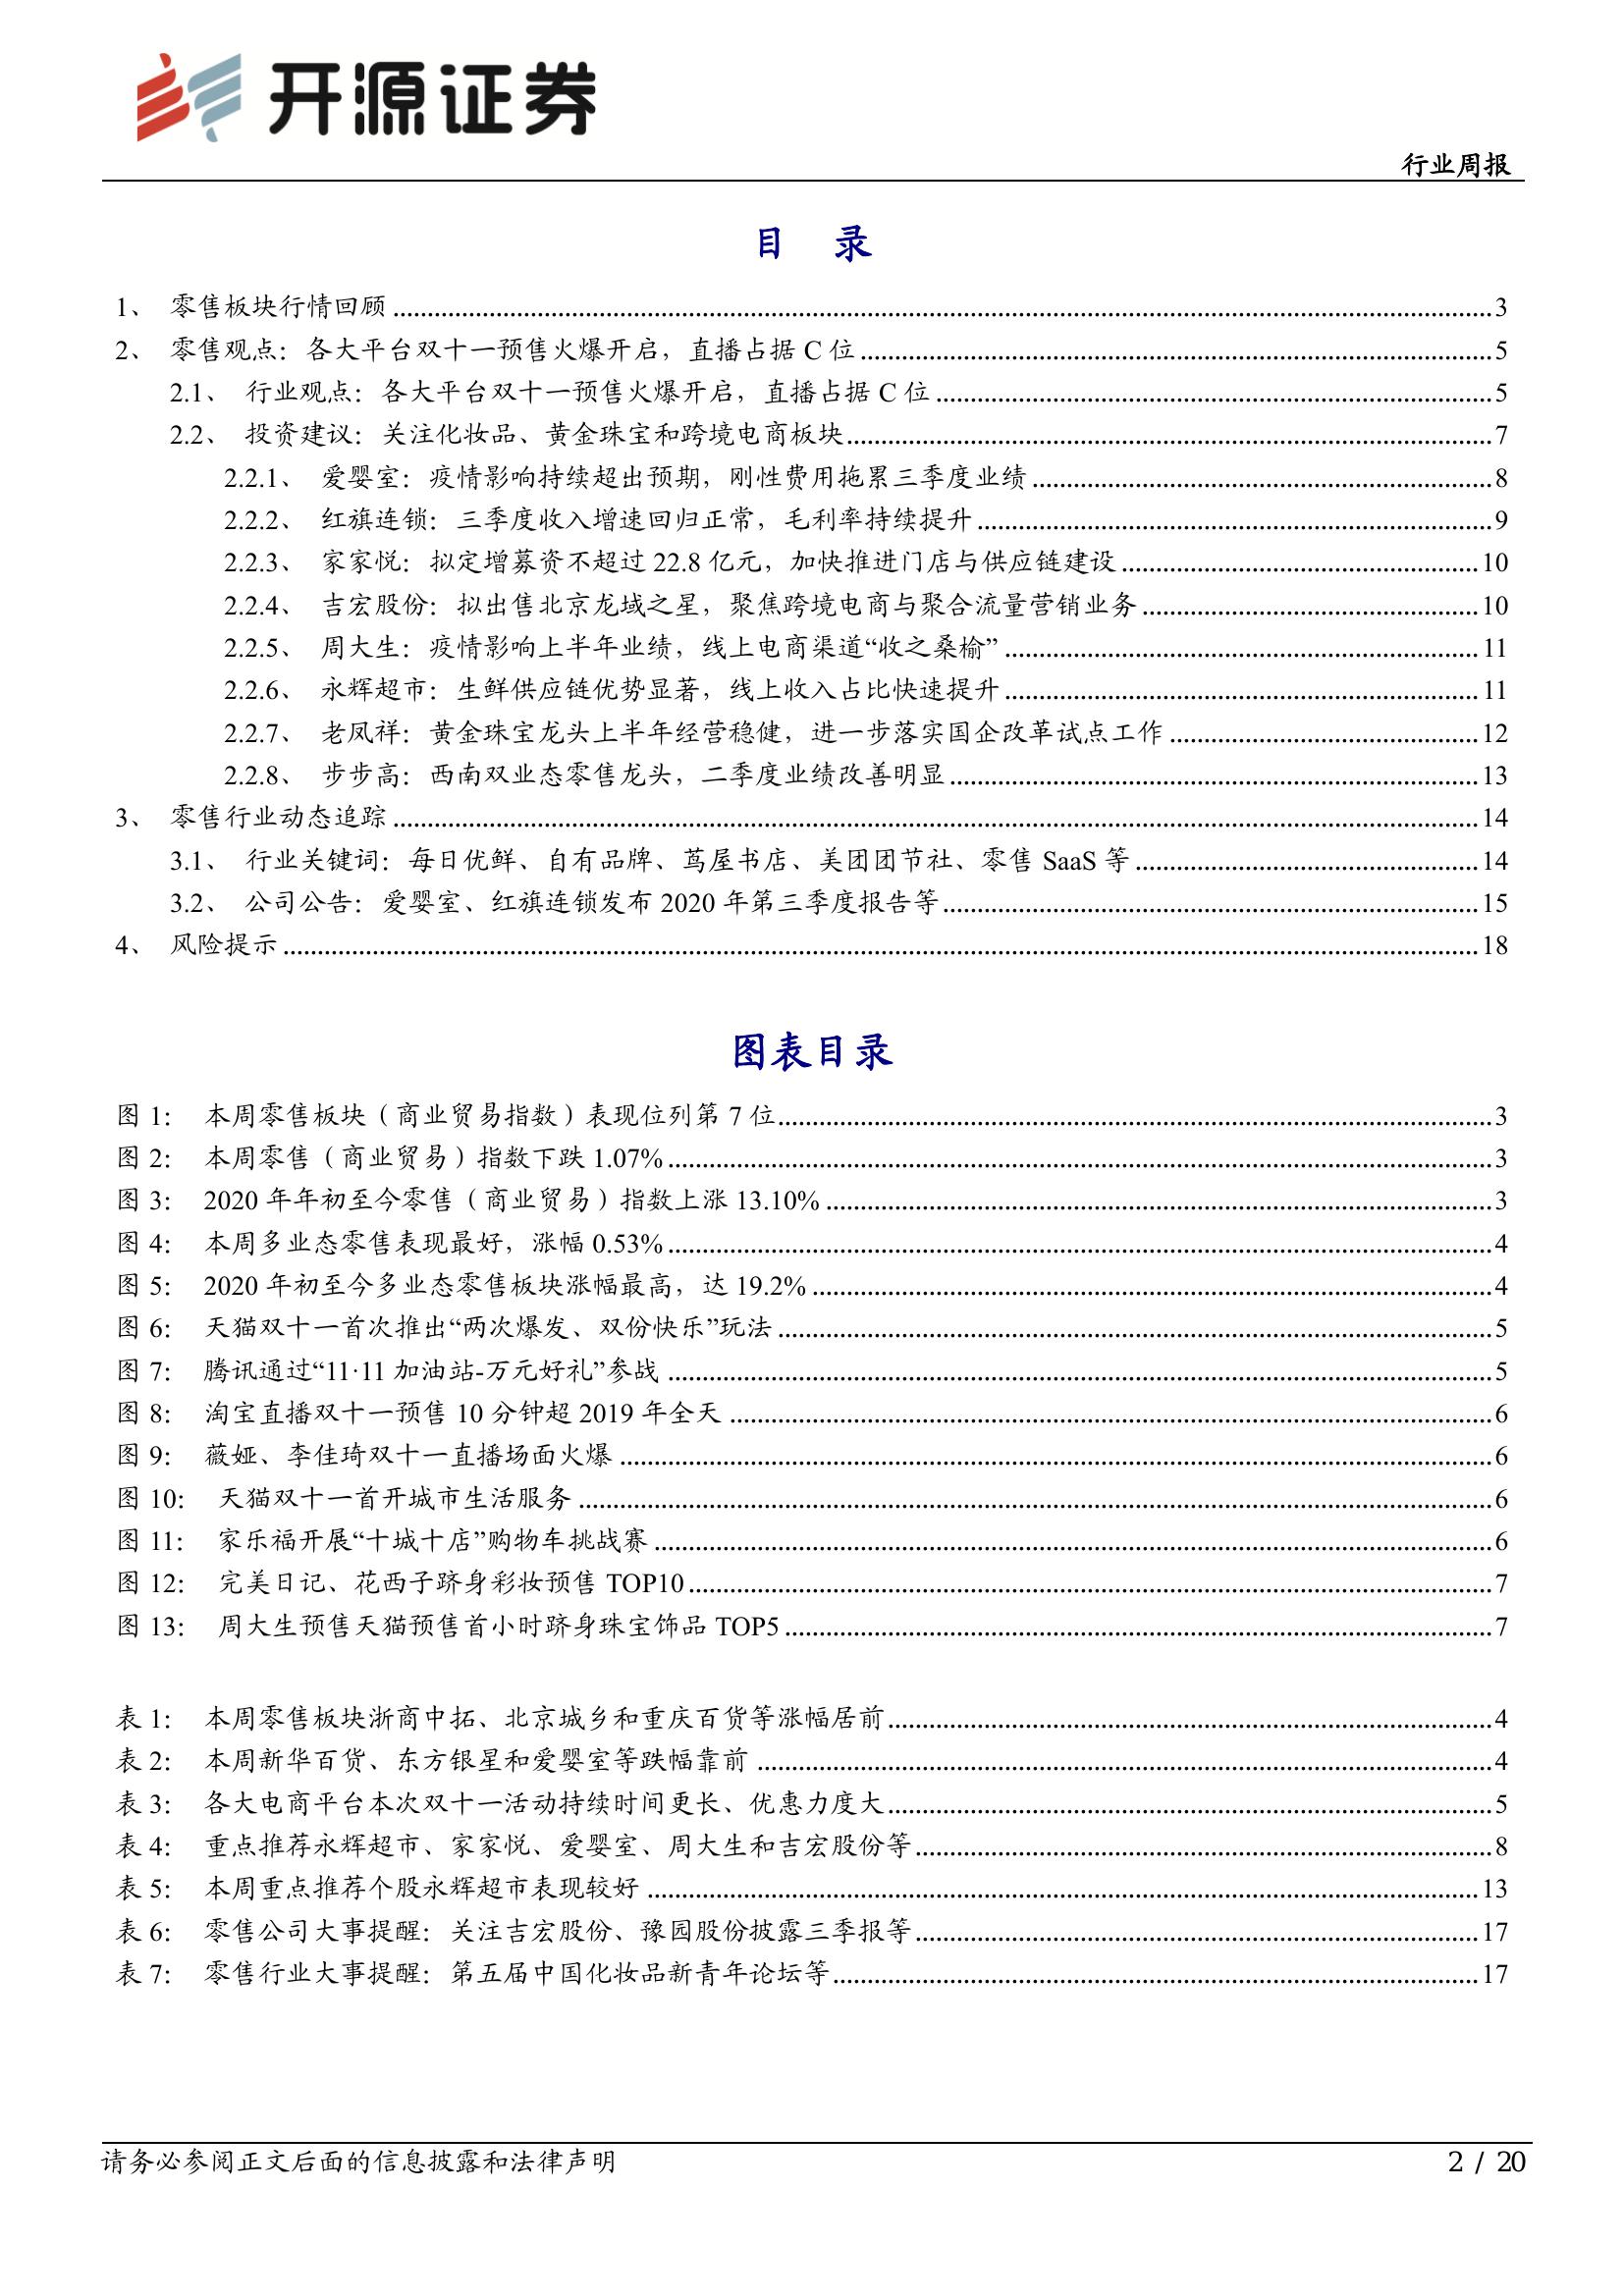 开源证券
行业周报
目 录
1、 零售板块行情回顾 3
2、 零售观点：各大平台双十一预售火爆开启，直播占据 C 位 5
2.1、 行业观点：各大平台双十一预售火爆开启，直播占据 C 位 5
2.2、 投资建议：关注化妆品、黄金珠宝和跨境电商板块 7
2.2.1、 爱婴室：疫情影响持续超出预期，刚性费用拖累三季度业绩 8
2.2.2、 红旗连锁：三季度收入增速回归正常，毛利率持续提升 9
2.2.3、 家家悦：拟定增募资不超过 22.8 亿元，加快推进门店与供应链建设 10
2.2.4、 吉宏股份：拟出售北京龙域之星，聚焦跨境电商与聚合流量营销业务 10
2.2.5、 周大生：疫情影响上半年业绩，线上电商渠道“收之桑榆” 11
2.2.6、 永辉超市：生鲜供应链优势显著，线上收入占比快速提升 11
2.2.7、 老凤祥：黄金珠宝龙头上半年经营稳健，进一步落实国企改革试点工作 12
2.2.8、 步步高：西南双业态零售龙头，二季度业绩改善明显 13
3、 零售行业动态追踪 14
3.1、 行业关键词：每日优鲜、自有品牌、茑屋书店、美团团节社、零售 SaaS 等 14
3.2、 公司公告：爱婴室、红旗连锁发布 2020 年第三季度报告等 15
4、 风险提示 18
图表目录
图 1： 本周零售板块（商业贸易指数）表现位列第 7 位 3
图 2： 本周零售（商业贸易）指数下跌 1.07% 3
图 3： 2020 年年初至今零售（商业贸易）指数上涨 13.10% 3
图 4： 本周多业态零售表现最好，涨幅 0.53% 4
图 5： 2020 年初至今多业态零售板块涨幅最高，达 19.2% 4
图 6： 天猫双十一首次推出“两次爆发、双份快乐”玩法 5
图 7： 腾讯通过“11·11 加油站-万元好礼”参战 5
图 8： 淘宝直播双十一预售 10 分钟超 2019 年全天 6
图 9： 薇娅、李佳琦双十一直播场面火爆 6
图 10： 天猫双十一首开城市生活服务 6
图 11： 家乐福开展“十城十店”购物车挑战赛 6
图 12： 完美日记、花西子跻身彩妆预售 TOP10 7
图 13： 周大生预售天猫预售首小时跻身珠宝饰品 TOP5 7
表 1： 本周零售板块浙商中拓、北京城乡和重庆百货等涨幅居前 4
表 2： 本周新华百货、东方银星和爱婴室等跌幅靠前 4
表 3： 各大电商平台本次双十一活动持续时间更长、优惠力度大 5
表 4： 重点推荐永辉超市、家家悦、爱婴室、周大生和吉宏股份等 8
表 5： 本周重点推荐个股永辉超市表现较好 13
表 6： 零售公司大事提醒：关注吉宏股份、豫园股份披露三季报等 17
表 7： 零售行业大事提醒：第五届中国化妆品新青年论坛等 17
请务必参阅正文后面的信息披露和法律声明
2 / 20